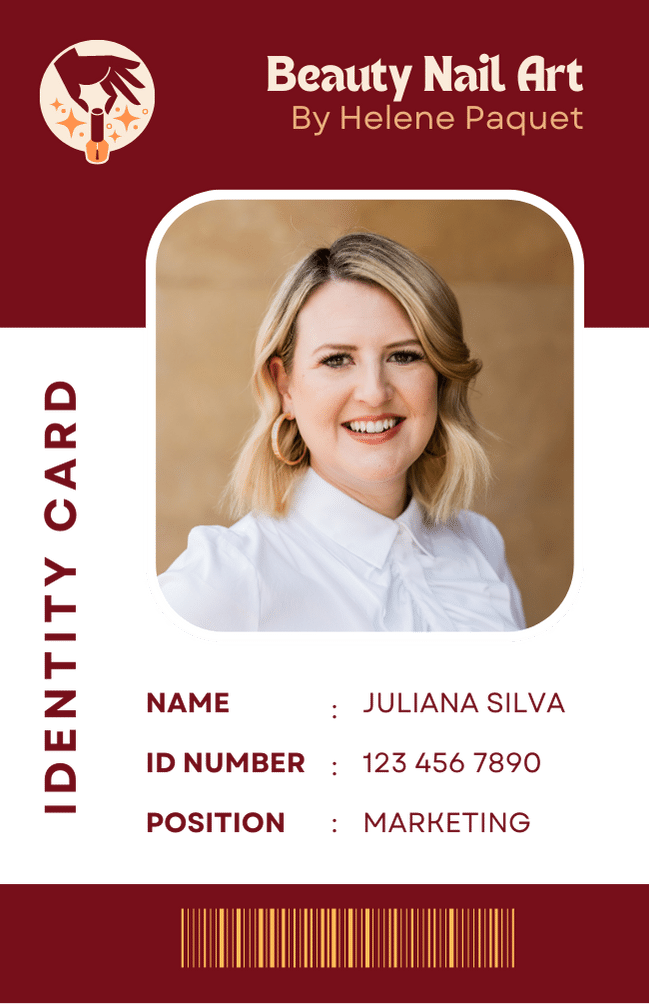 Beauty Nail Art
By Helene Paquet
IDENTITY CARD
NAME : JULIANA SILVA
ID NUMBER : 123 456 7890
POSITION : MARKETING